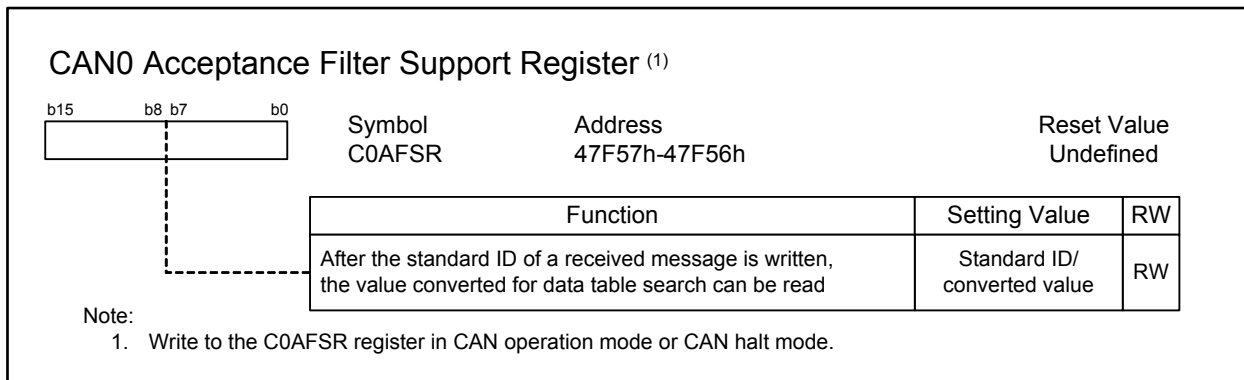 CAN0 Acceptance Filter Support Register (1)
b15 b8 b7 b0
Symbol Address Reset Value
C0AFSR 47F57h-47F56h Undefined
Function Setting Value RW
After the standard ID of a received message is written,
the value converted for data table search can be read
Standard ID/
converted value
RW
Note:
1. Write to the C0AFSR register in CAN operation mode or CAN halt mode.